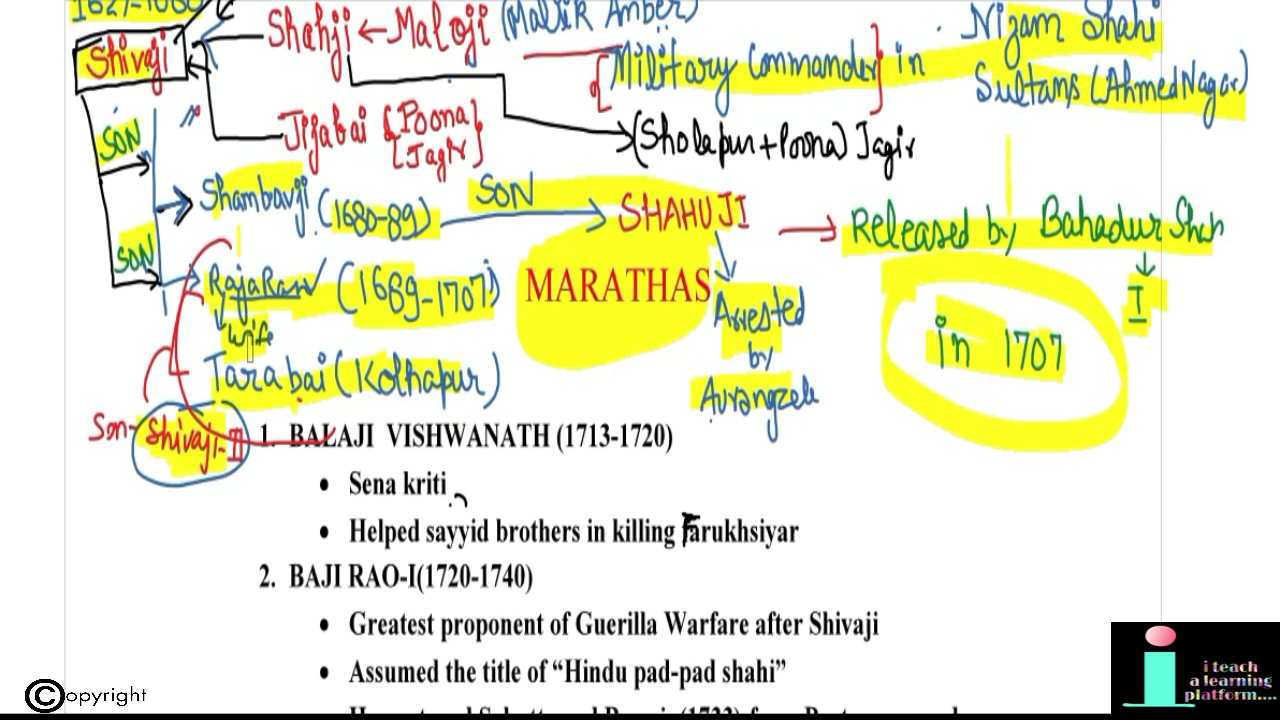 1627-1680
Shivaji
Shahji ← Maloji (Malik Amber)
{Military Commander} in
Nizam Shahi
Sultans (AhmedNagar)
Jijabai {Poona
[Jagir]}
(Sholapur+Poona) Jagir
SON
Shambavji (1680-89)
SON
SHAHUJI
→ Released by Bahadur Shah
I
in 1707
SON
RajaRam (1689-1707)
MARATHAS
Arrested
by
Aurangzeb
Wife
Tarabai (Kolhapur)
Son- Shivaji-II
1. BALAJI VISHWANATH (1713-1720)
• Sena kriti
• Helped sayyid brothers in killing Farukhsiyar
2. BAJI RAO-I(1720-1740)
• Greatest proponent of Guerilla Warfare after Shivaji
• Assumed the title of “Hindu pad-pad shahi”
©opyright
i teach
a learning
platform....